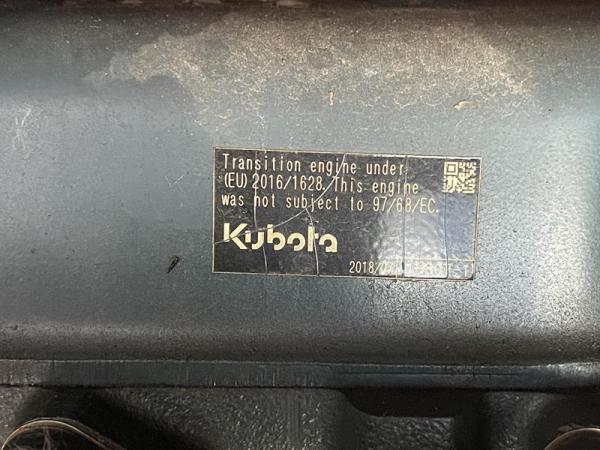 Transition engine under
(EU) 2016/1628. This engine
was not subject to 97/68/EC.
Kubota